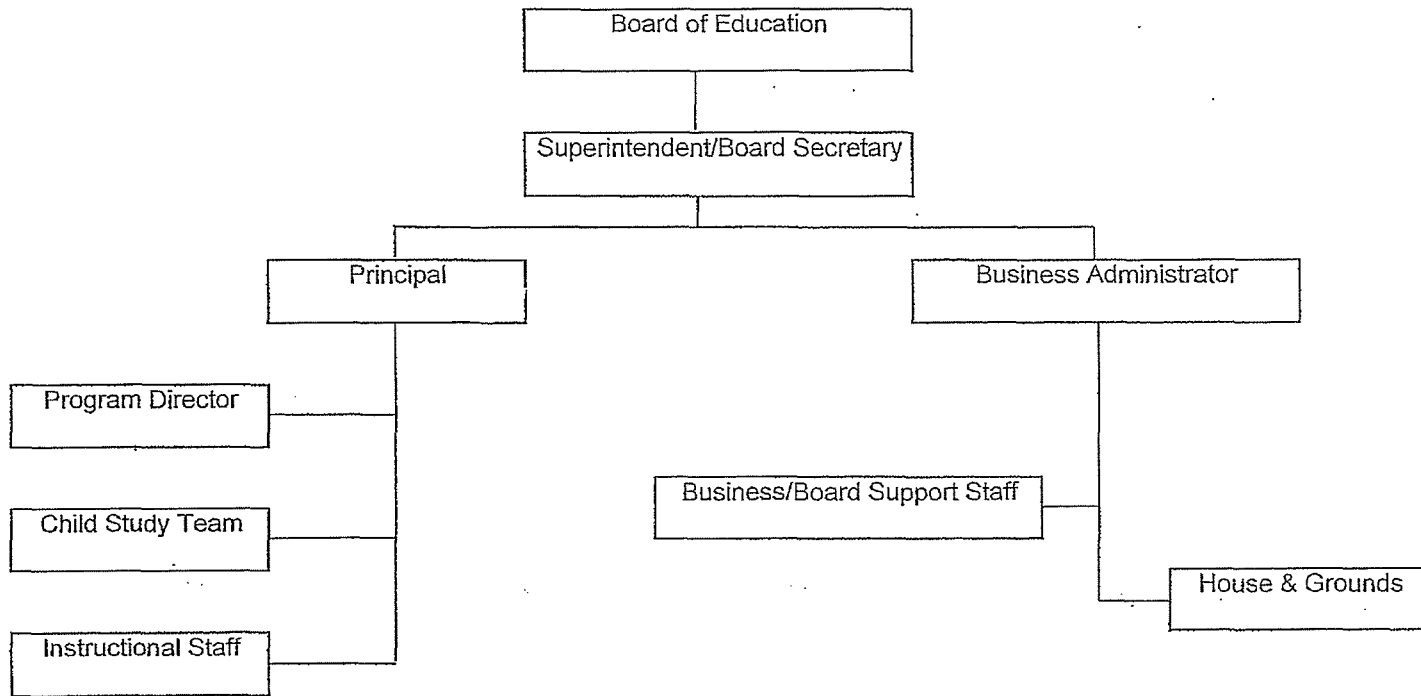 Board of Education
Superintendent/Board Secretary
Principal
Business Administrator
Program Director
Business/Board Support Staff
Child Study Team
House & Grounds
Instructional Staff